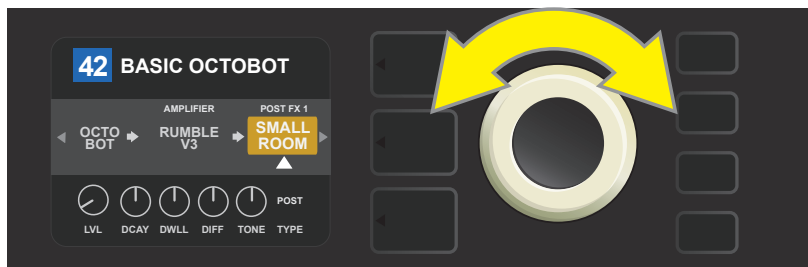 42 BASIC OCTOBOT
AMPLIFIER POST FX 1
OCTO BOT RUMBLE V3 SMALL ROOM
POST
LVL DCAY DWLL DIFF TONE TYPE